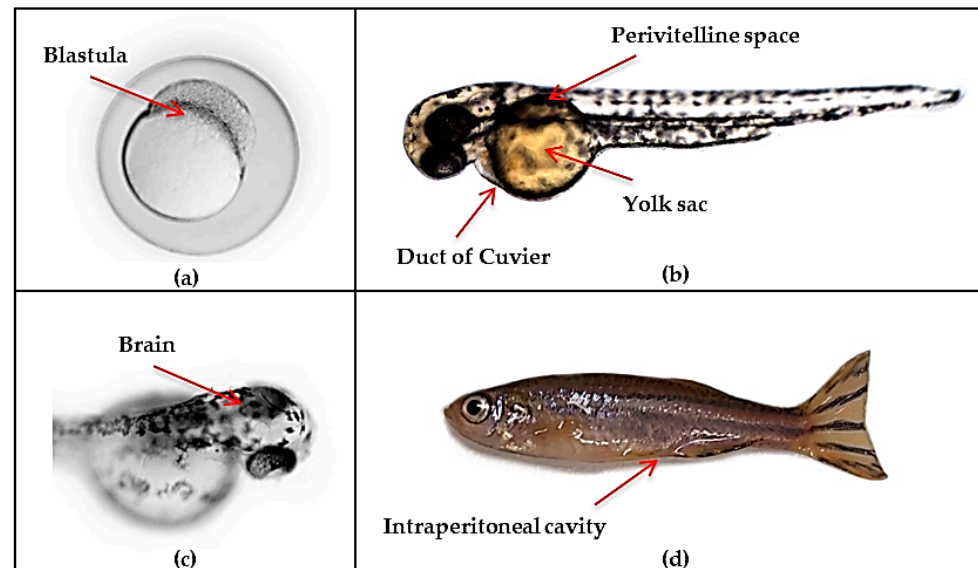 Blastula
(a)
Perivitelline space
Yolk sac
Duct of Cuvier
(b)
Brain
(c)
Intraperitoneal cavity
(d)